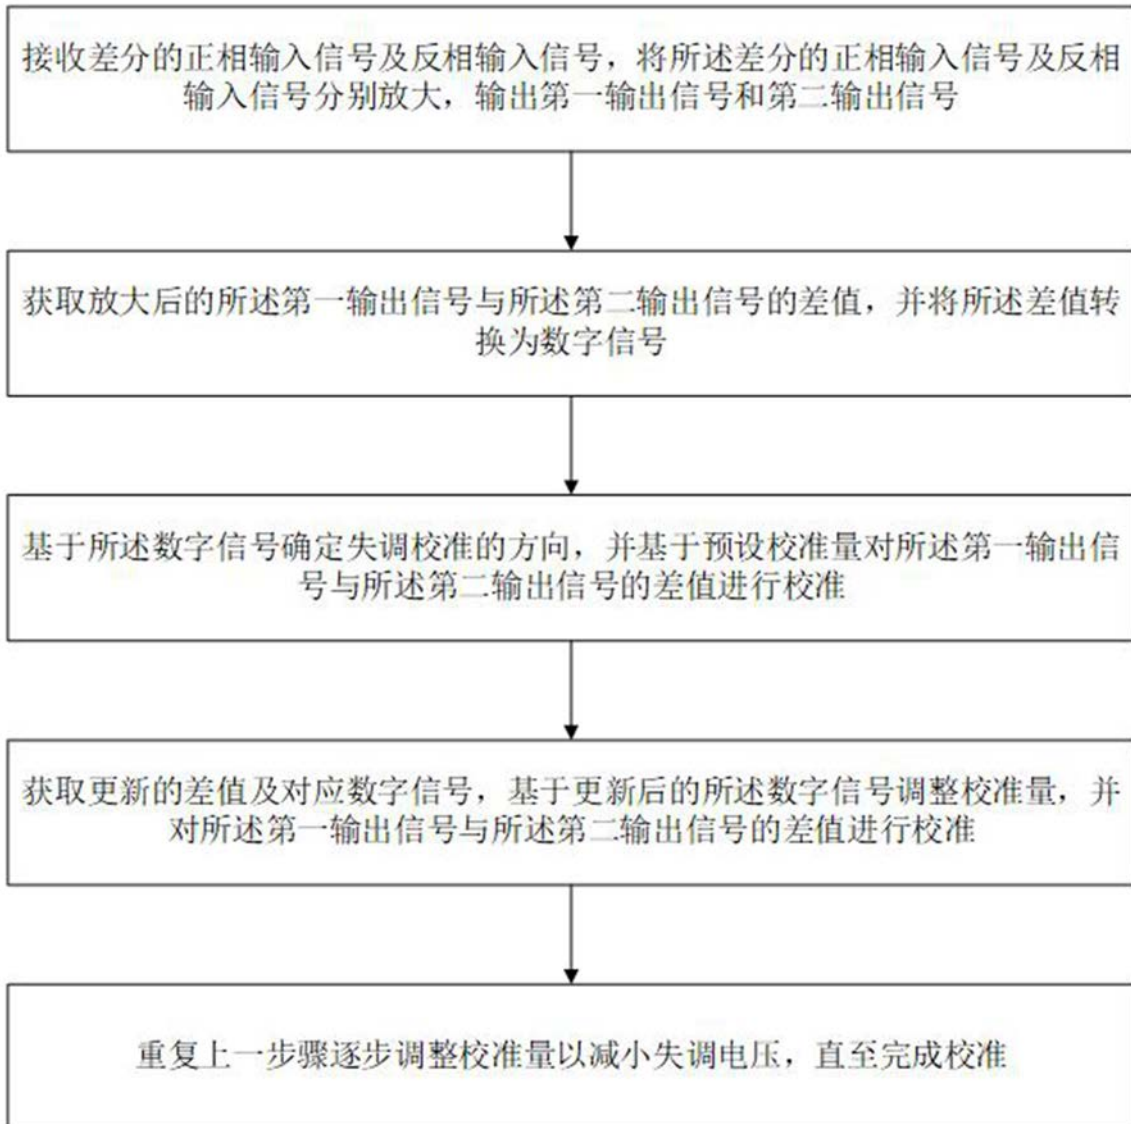 接收差分的正相输入信号及反相输入信号，将所述差分的正相输入信号及反相
输入信号分别放大，输出第一输出信号和第二输出信号
获取放大后的所述第一输出信号与所述第二输出信号的差值，并将所述差值转
换为数字信号
基于所述数字信号确定失调校准的方向，并基于预设校准量对所述第一输出信
号与所述第二输出信号的差值进行校准
获取更新的差值及对应数字信号，基于更新后的所述数字信号调整校准量，并
对所述第一输出信号与所述第二输出信号的差值进行校准
重复上一步骤逐步调整校准量以减小失调电压，直至完成校准